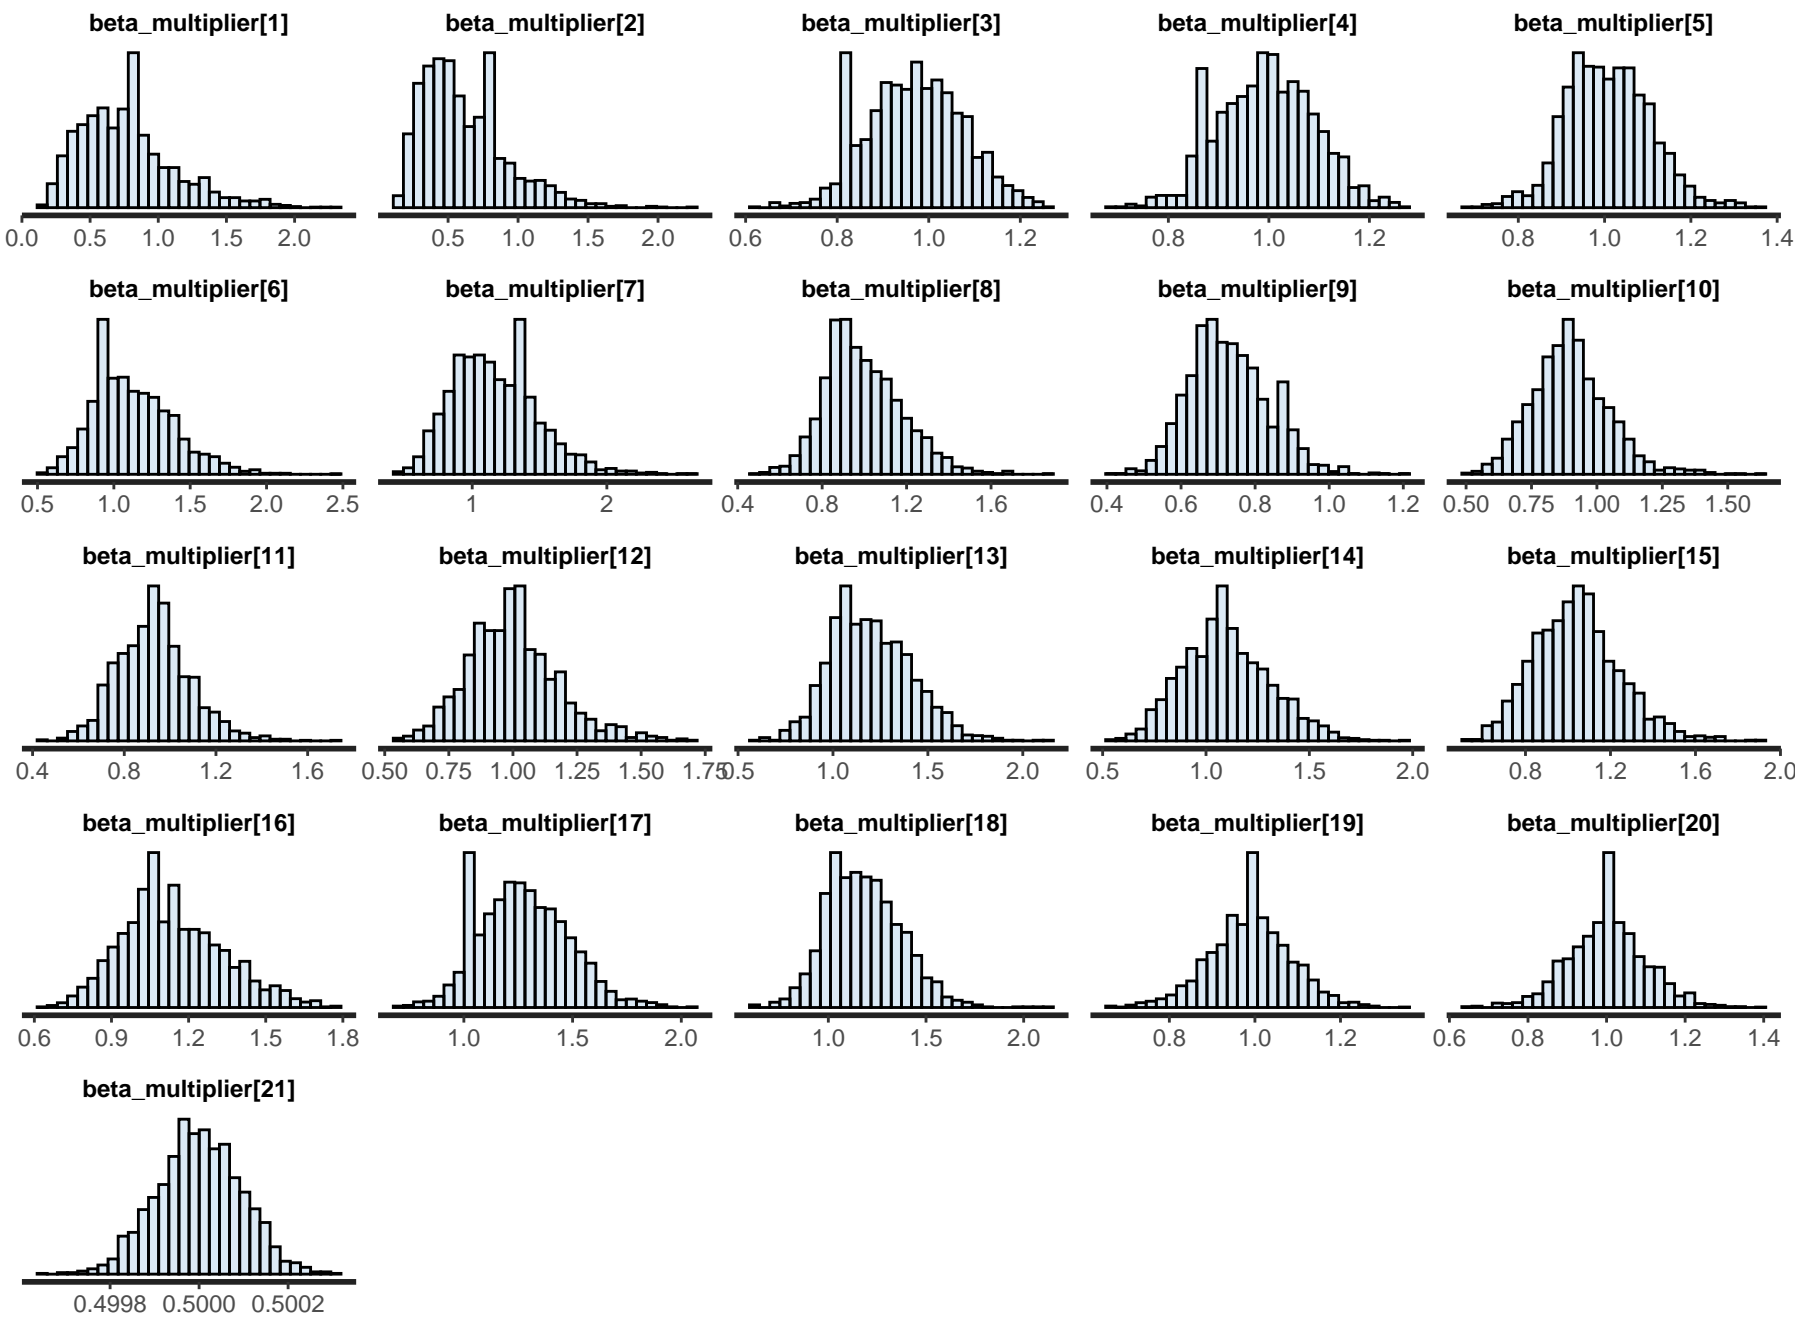 beta_multiplier[1] beta_multiplier[2] beta_multiplier[3] beta_multiplier[4] beta_multiplier[5]
0.0 0.5 1.0 1.5 2.0 0.5 1.0 1.5 2.0 0.6 0.8 1.0 1.2 0.8 1.0 1.2 0.8 1.0 1.2 1.4
beta_multiplier[6] beta_multiplier[7] beta_multiplier[8] beta_multiplier[9] beta_multiplier[10]
0.5 1.0 1.5 2.0 2.5 1 2 0.4 0.8 1.2 1.6 0.4 0.6 0.8 1.0 1.2 0.50 0.75 1.00 1.25 1.50
beta_multiplier[11] beta_multiplier[12] beta_multiplier[13] beta_multiplier[14] beta_multiplier[15]
0.4 0.8 1.2 1.6 0.50 0.75 1.00 1.25 1.50 1.75 0.5 1.0 1.5 2.0 0.5 1.0 1.5 2.0 0.8 1.2 1.6 2.0
beta_multiplier[16] beta_multiplier[17] beta_multiplier[18] beta_multiplier[19] beta_multiplier[20]
0.6 0.9 1.2 1.5 1.8 1.0 1.5 2.0 1.0 1.5 2.0 0.8 1.0 1.2 0.6 0.8 1.0 1.2 1.4
beta_multiplier[21]
0.4998 0.5000 0.5002